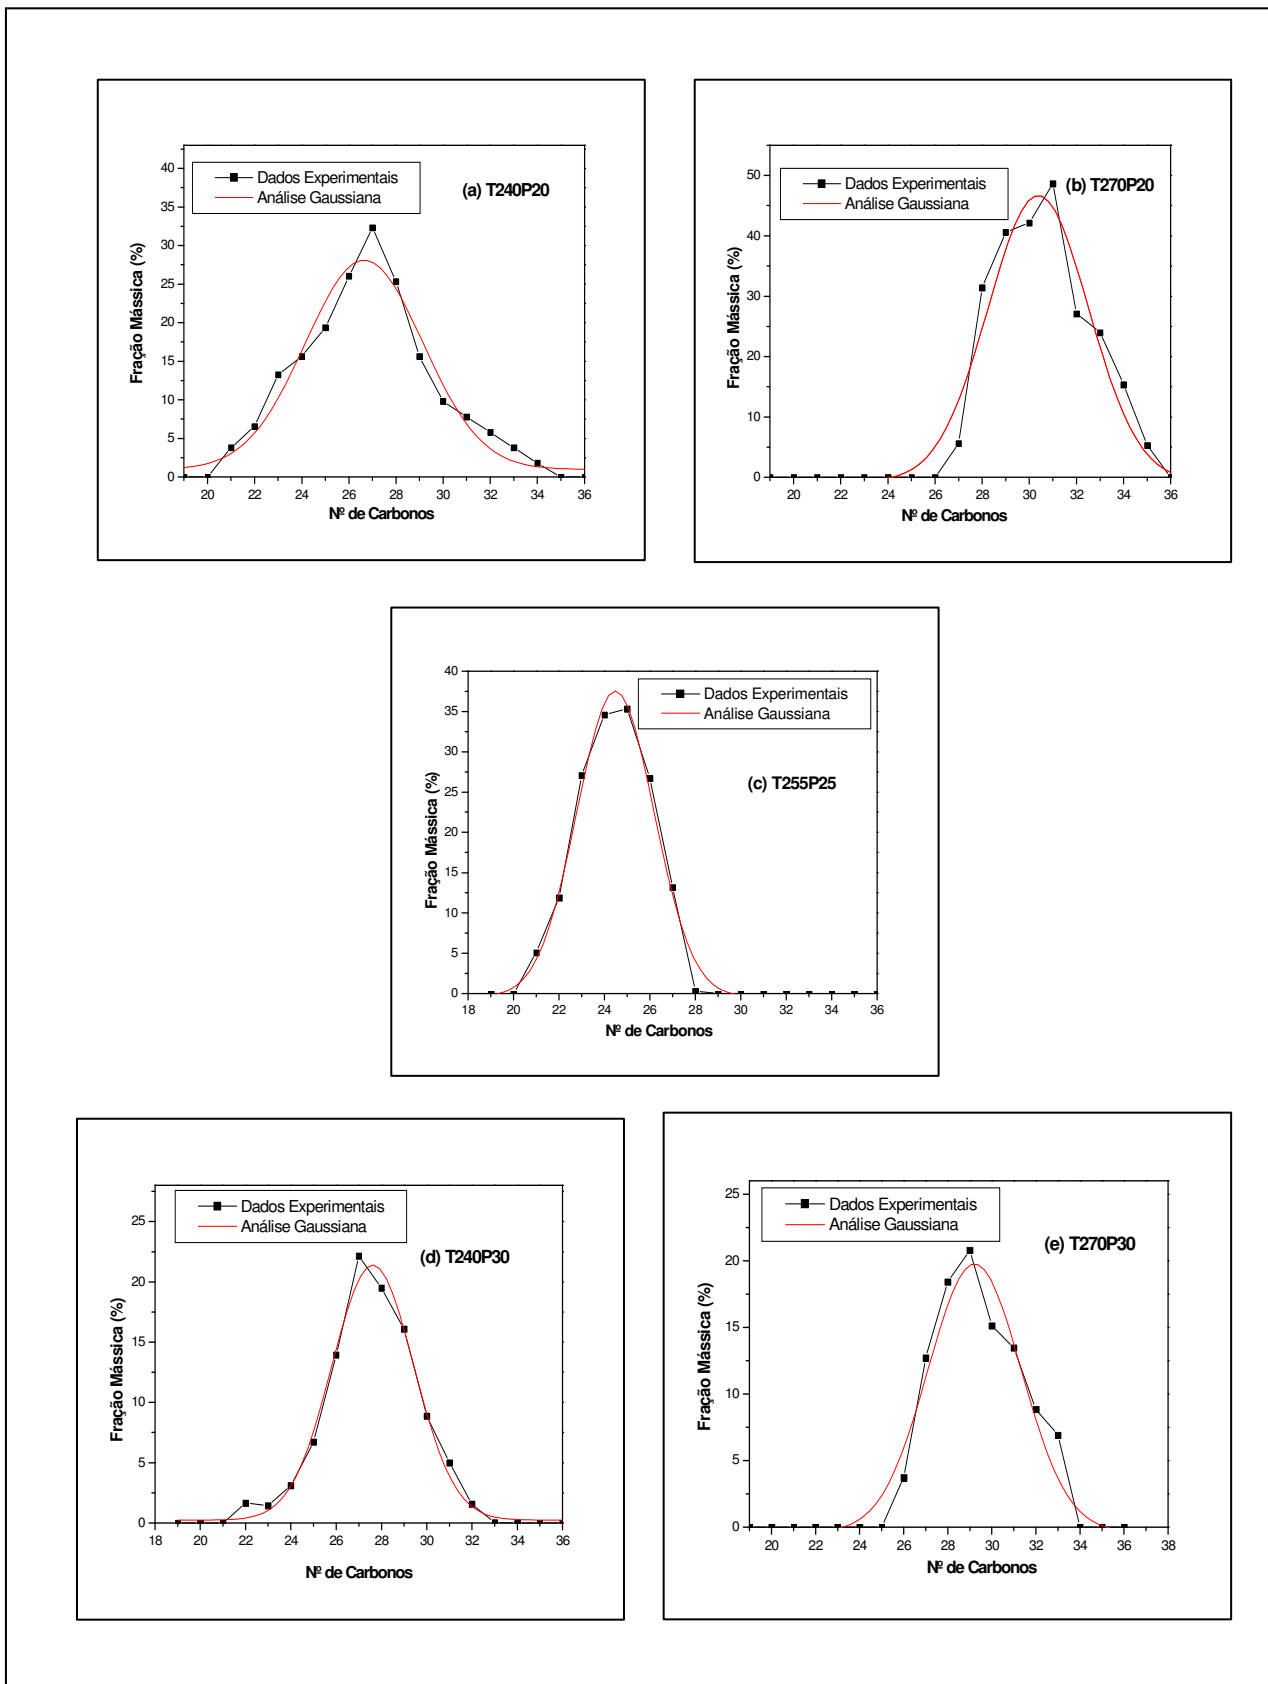 Dados Experimentais
Análise Gaussiana
(a) T240P20
Fração Mássica (%)
40
35
30
25
20
15
10
5
0
20 22 24 26 28 30 32 34 36
Nº de Carbonos
Dados Experimentais
Análise Gaussiana
(b) T270P20
Fração Mássica (%)
50
40
30
20
10
0
20 22 24 26 28 30 32 34 36
Nº de Carbonos
Dados Experimentais
Análise Gaussiana
(c) T255P25
Fração Mássica (%)
40
35
30
25
20
15
10
5
0
18 20 22 24 26 28 30 32 34 36
Nº de Carbonos
Dados Experimentais
Análise Gaussiana
(d) T240P30
Fração Mássica (%)
25
20
15
10
5
0
18 20 22 24 26 28 30 32 34 36
Nº de Carbonos
Dados Experimentais
Análise Gaussiana
(e) T270P30
Fração Mássica (%)
25
20
15
10
5
0
20 22 24 26 28 30 32 34 36 38
Nº de Carbonos